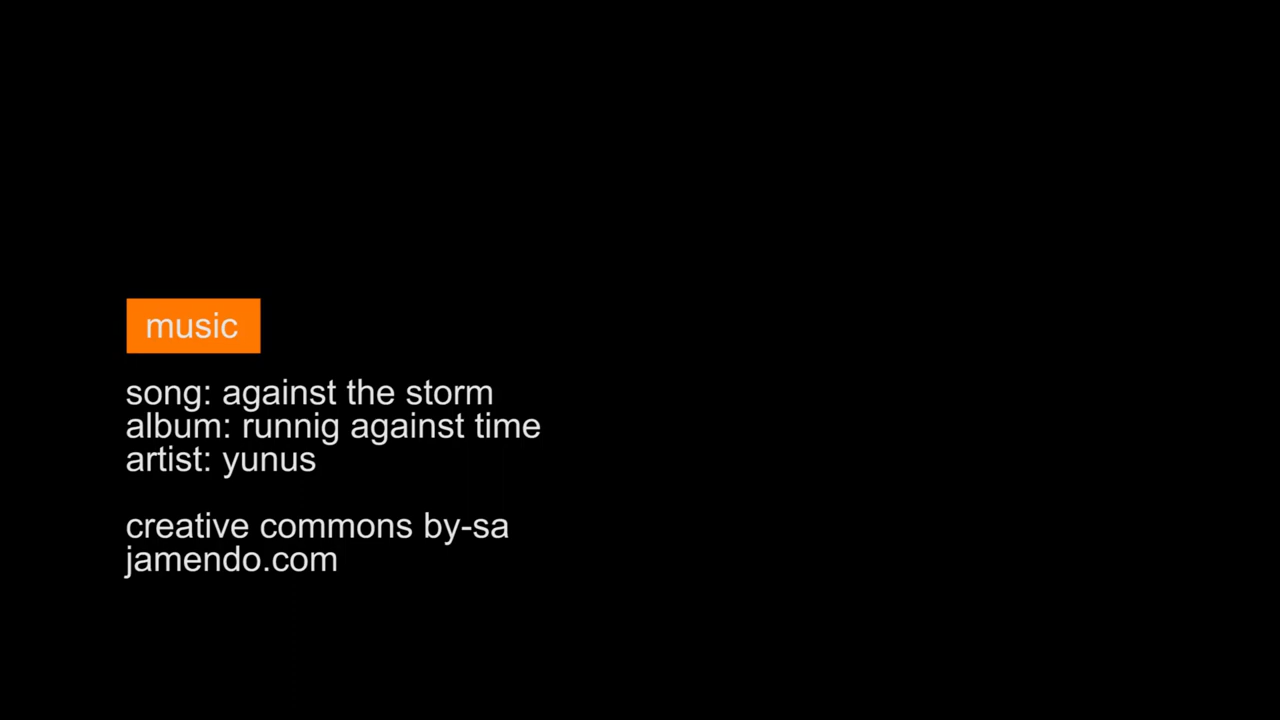 music
song: against the storm
album: runnig against time
artist: yunus
creative commons by-sa
jamendo.com